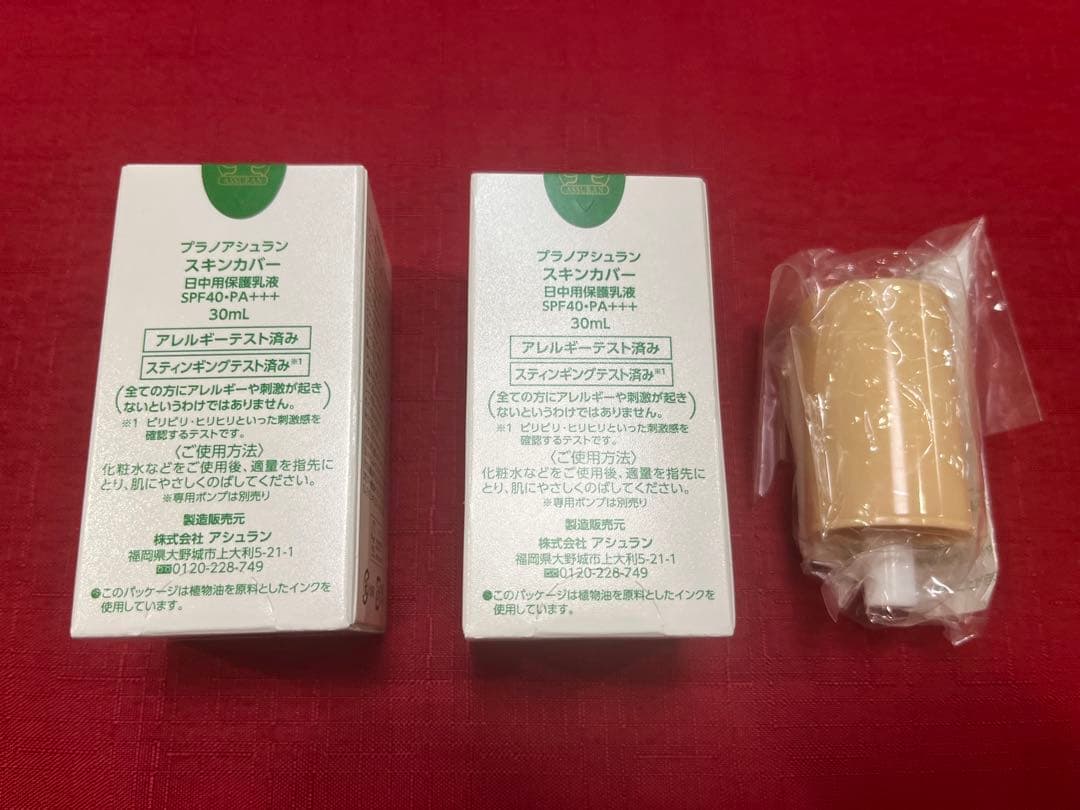 ASSURAN
プラノアシュラン
スキンカバー
日中用保護乳液
SPF40・PA+++
30mL
アレルギーテスト済み
スティンギングテスト済み※1
(全ての方にアレルギーや刺激が起き
ないというわけではありません。)
※1 ピリピリ・ヒリヒリといった刺激感を
確認するテストです。
〈ご使用方法〉
化粧水などをご使用後、適量を指先に
とり、肌にやさしくのばしてください。
※専用ポンプは別売り
製造販売元
株式会社 アシュラン
福岡県大野城市上大利5-21-1
0120-228-749
●このパッケージは植物油を原料としたインクを
使用しています。
ASSURAN
プラノアシュラン
スキンカバー
日中用保護乳液
SPF40・PA+++
30mL
アレルギーテスト済み
スティンギングテスト済み※1
(全ての方にアレルギーや刺激が起き
ないというわけではありません。)
※1 ピリピリ・ヒリヒリといった刺激感を
確認するテストです。
〈ご使用方法〉
化粧水などをご使用後、適量を指先に
とり、肌にやさしくのばしてください。
※専用ポンプは別売り
製造販売元
株式会社 アシュラン
福岡県大野城市上大利5-21-1
0120-228-749
●このパッケージは植物油を原料としたインクを
使用しています。